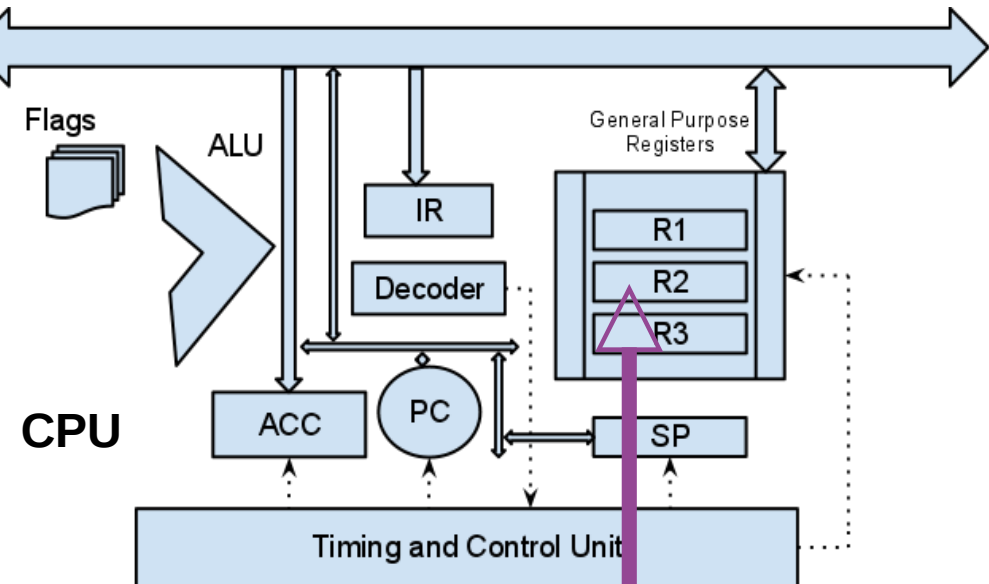 Flags
ALU
General Purpose
Registers
IR
R1
Decoder
R2
R3
CPU
ACC
PC
SP
Timing and Control Unit